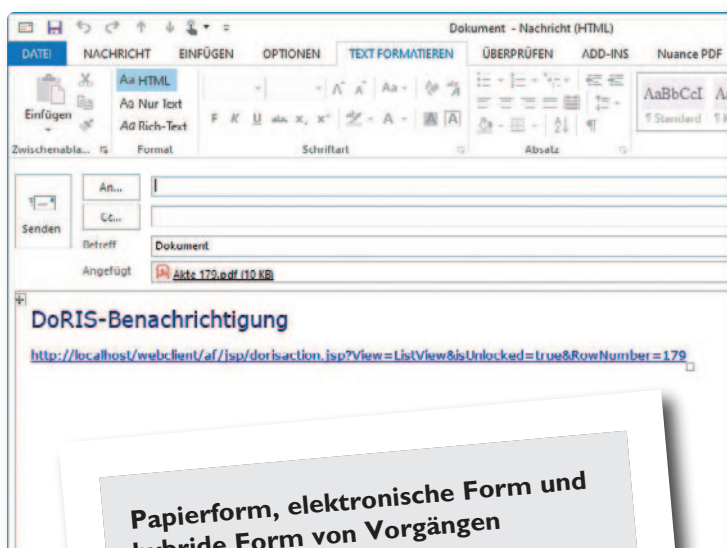 Dokument - Nachricht (HTML)
DATEI NACHRICHT EINFÜGEN OPTIONEN TEXT FORMATIEREN ÜBERPRÜFEN ADD-INS Nuance PDF
Einfügen
Aa HTML
Aa Nur Text
Aa Rich-Text
F K U abc X, X²
AaBbCcI
¶ Standard
Zwischenabla... Format Schriftart Absatz
Senden
An...
Cc...
Betreff Dokument
Angefügt Akte 179.pdf (10 KB)
DoRIS-Benachrichtigung
http://localhost/webclient/af/jsp/dorisaction.jsp?View=ListView&isUnlocked=true&RowNumber=179
Papierform, elektronische Form und
hybride Form von Vorgängen